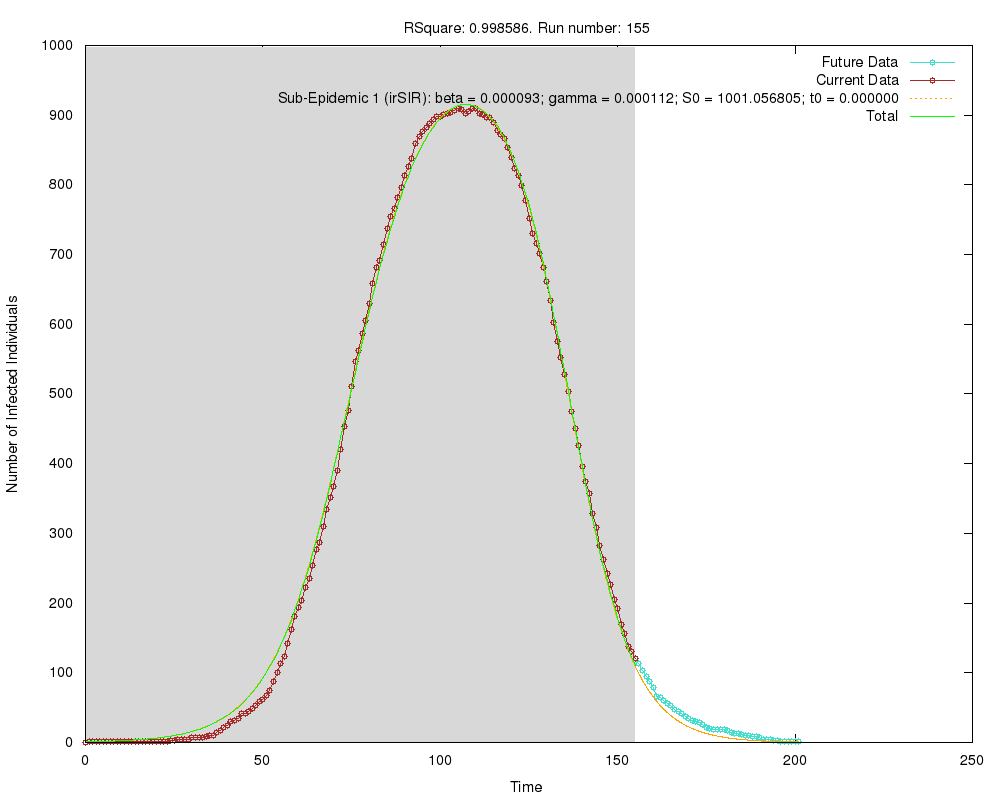 RSquare: 0.998586. Run number: 155
1000
900
800
700
600
500
400
300
200
100
0
Number of Infected Individuals
Future Data
Current Data
Sub-Epidemic 1 (irSIR): beta = 0.000093; gamma = 0.000112; S0 = 1001.056805; t0 = 0.000000
Total
0 50 100 150 200 250
Time